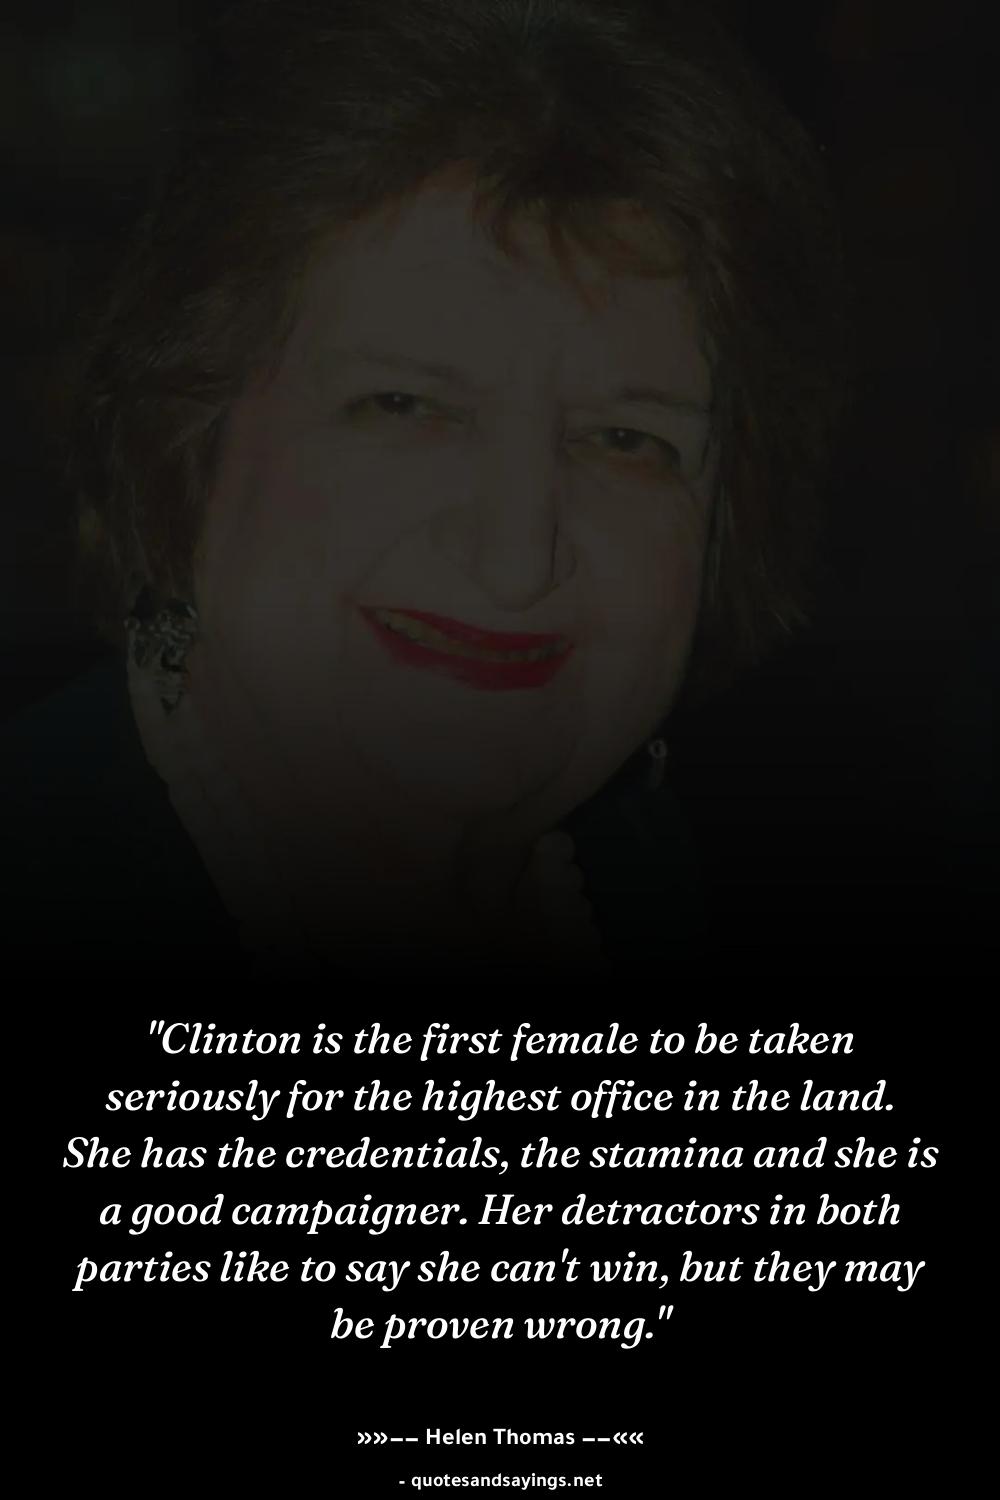 "Clinton is the first female to be taken
seriously for the highest office in the land.
She has the credentials, the stamina and she is
a good campaigner. Her detractors in both
parties like to say she can't win, but they may
be proven wrong."
»»–– Helen Thomas ––««
- quotesandsayings.net